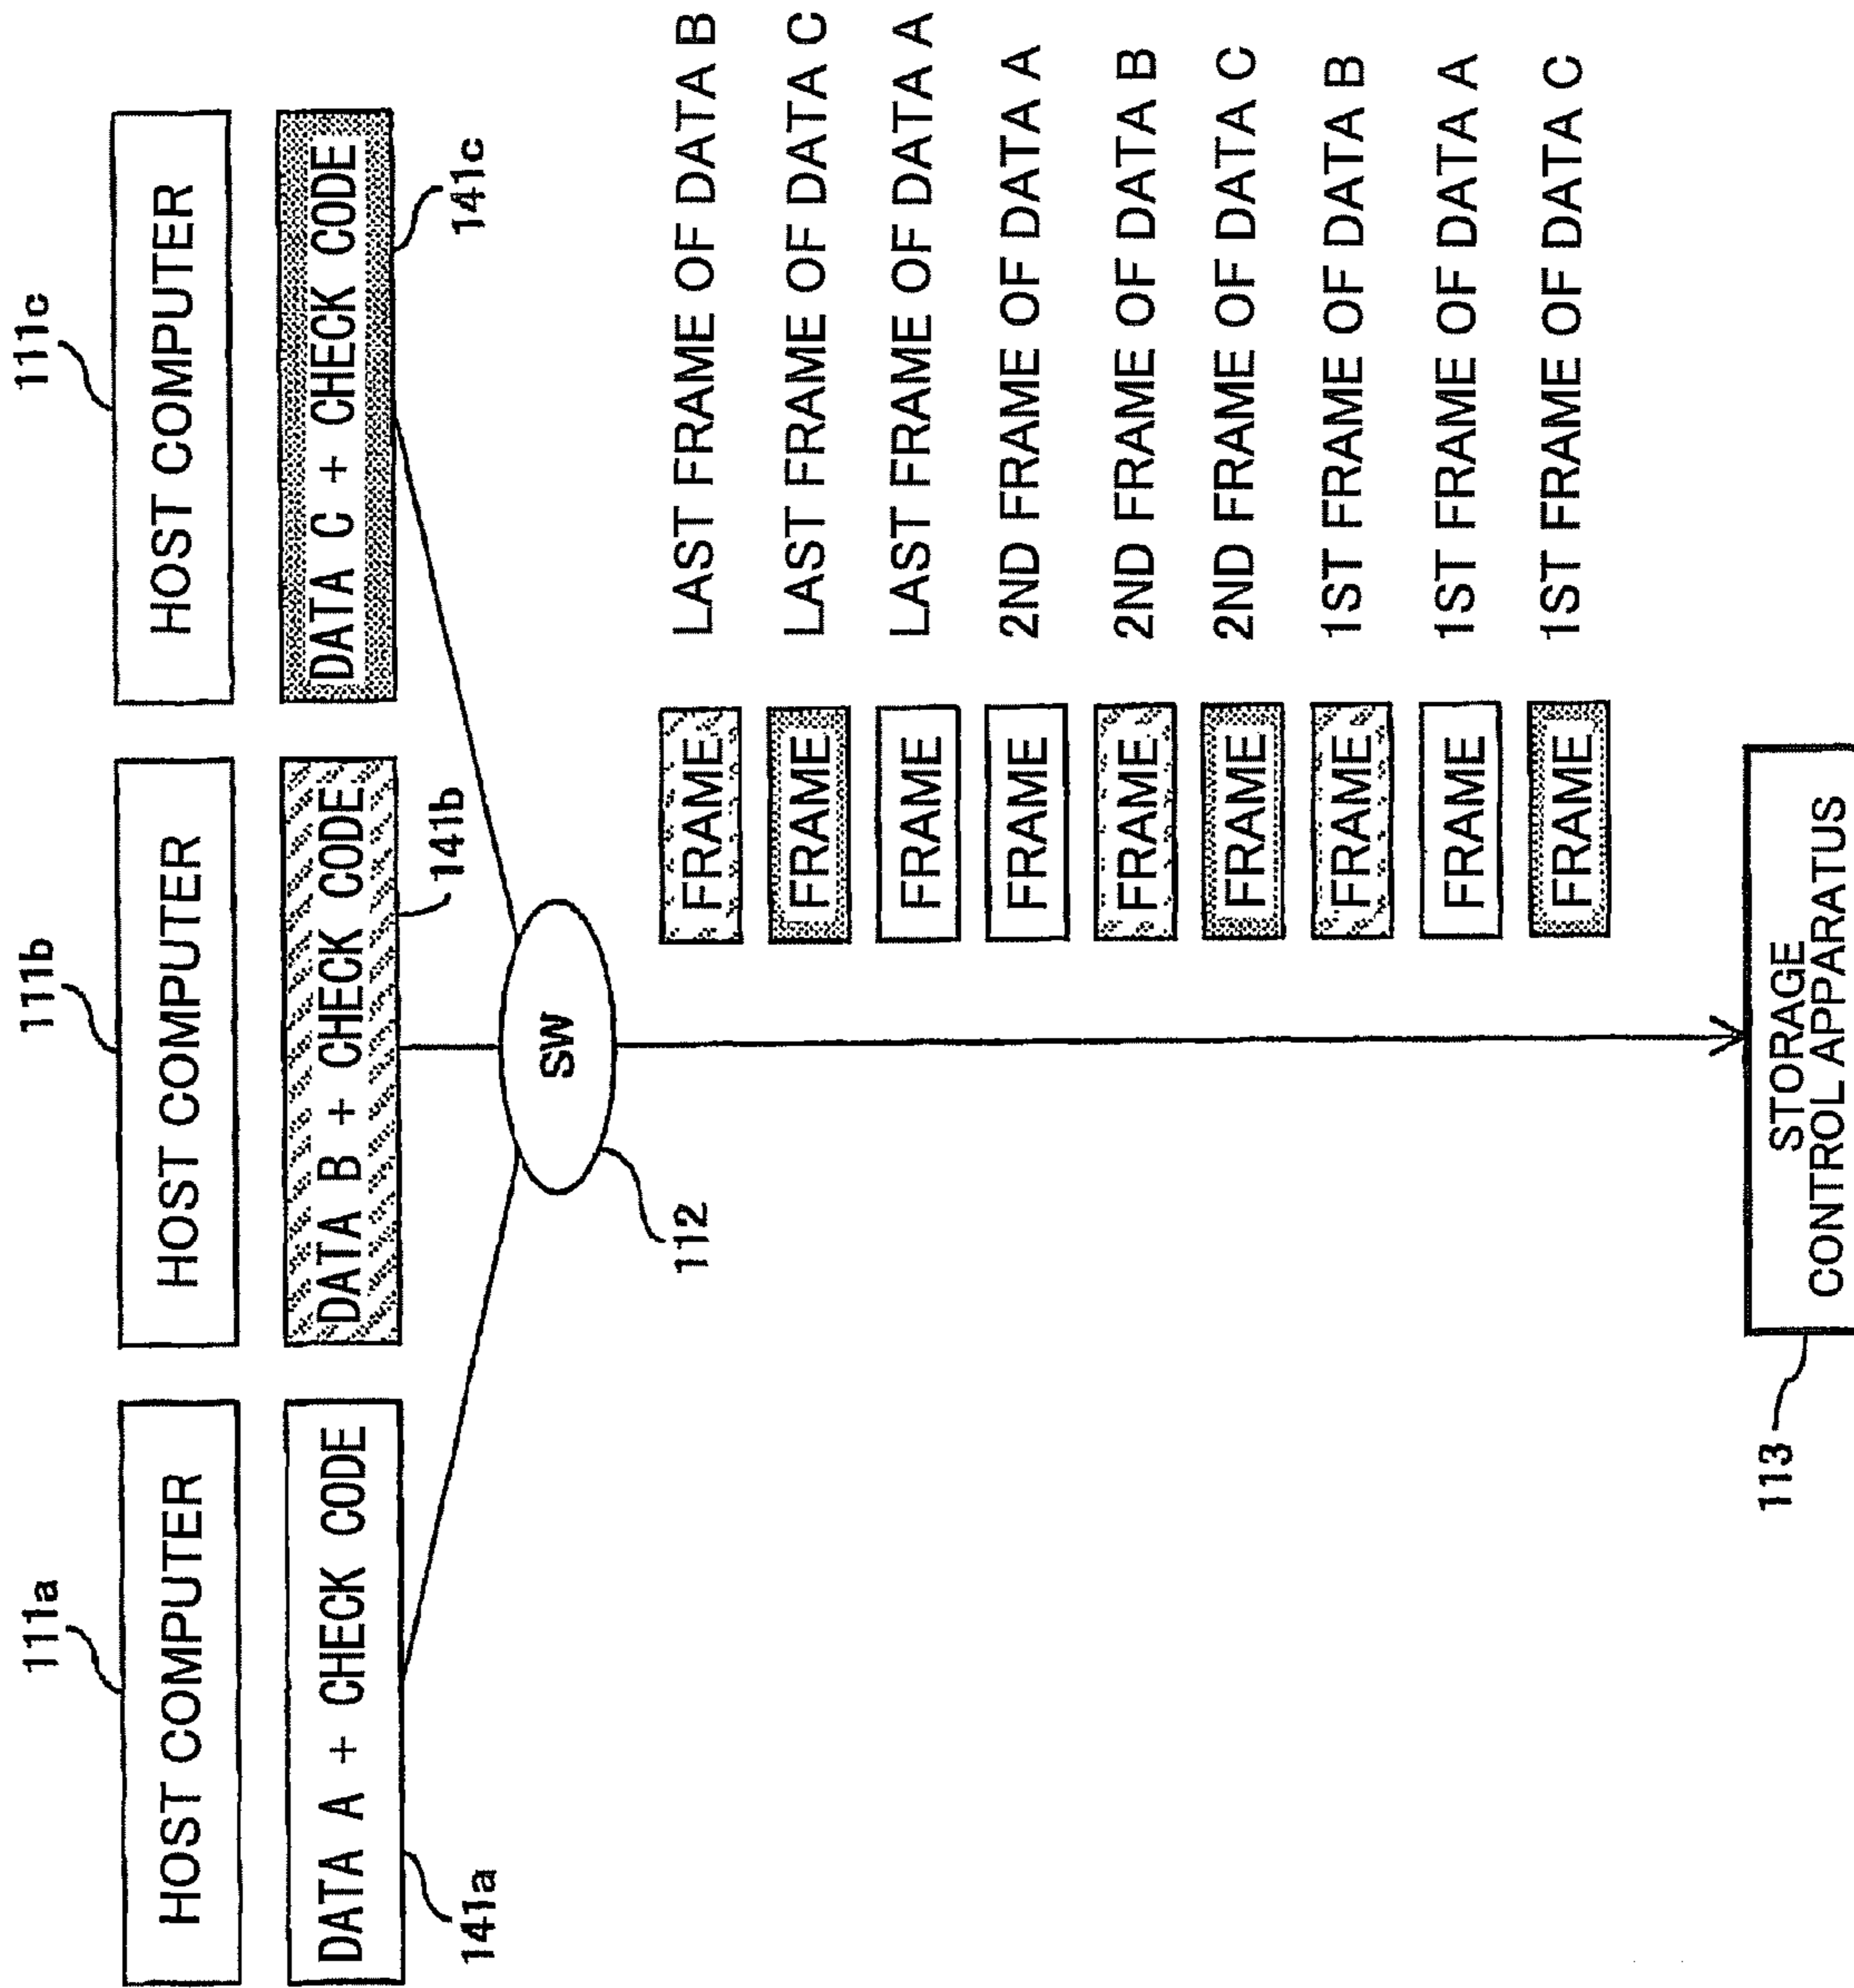 111a
111b
111c
HOST COMPUTER
HOST COMPUTER
HOST COMPUTER
DATA A + CHECK CODE
DATA B + CHECK CODE
DATA C + CHECK CODE
141a
141b
141c
SW
112
FRAME LAST FRAME OF DATA B
FRAME LAST FRAME OF DATA C
FRAME LAST FRAME OF DATA A
FRAME 2ND FRAME OF DATA A
FRAME 2ND FRAME OF DATA B
FRAME 2ND FRAME OF DATA C
FRAME 1ST FRAME OF DATA B
FRAME 1ST FRAME OF DATA A
FRAME 1ST FRAME OF DATA C
113
STORAGE
CONTROL APPARATUS